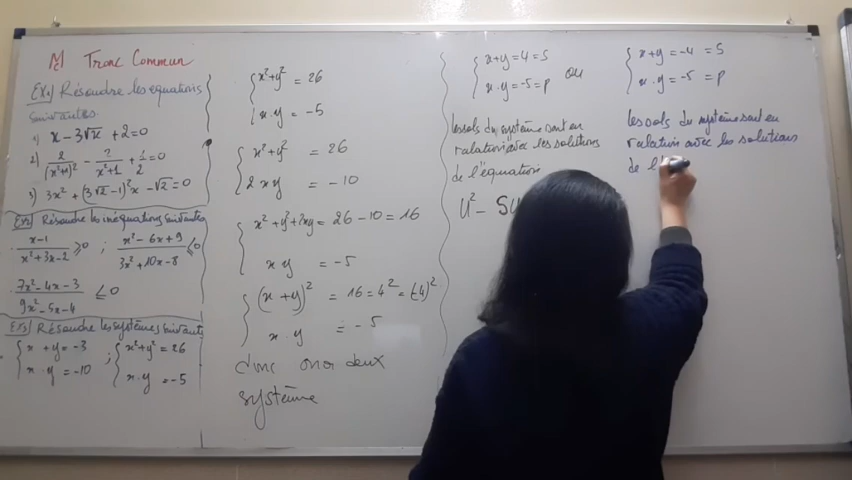 Tronc Commun
Ex1) Résoudre les équations
suivantes
1) x - 3√x + 2 = 0
2) 2/(x²+1)² - 2/(x²+1) + 1/2 = 0
3) 3x² + (3√2-1)²x - √2 = 0
Ex2) Résoudre les inéquations suivantes
(x-1)/(x²+3x-2) ≥ 0 ; (x²-6x+9)/(3x²+10x-8) ≤ 0
(7x²-4x-3)/(9x²-5x-4) ≤ 0
Ex3) Résoudre les systèmes suivants
{ x + y = -3 ; { x²+y² = 26
x·y = -10 x·y = -5
{ x²+y² = 26
x·y = -5
{ x²+y² = 26
2xy = -10
{ x²+y²+2xy = 26-10 = 16
xy = -5
{ (x+y)² = 16 = 4² = (-4)²
x·y = -5
donc on a deux
système
{ x+y = 4 = S
x·y = -5 = P ou
les sols du système sont en
relation avec les solutions
de l'équation
U² - SU
{ x+y = -4 = S
x·y = -5 = P
les sols du système sont en
relation avec les solutions
de l'